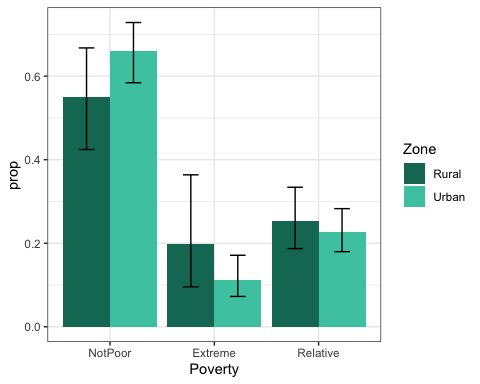 prop
0.6
0.4
0.2
0.0
NotPoor Extreme Relative
Poverty
Zone
Rural
Urban